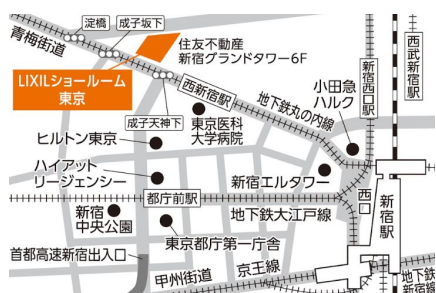 淀橋
成子坂下
青梅街道
住友不動産
新宿グランドタワー6F
LIXILショールーム
東京
西新宿駅
成子天神下
地下鉄丸の内線
小田急
ハルク
新宿西口駅
西武新宿駅
東京医科
大学病院
ヒルトン東京
ハイアット
リージェンシー
新宿エルタワー
都庁前駅
新宿
中央公園
地下鉄大江戸線
西口
新宿駅
東京都庁第一庁舎
首都高速新宿出入口
甲州街道
京王線
地下鉄
新宿線